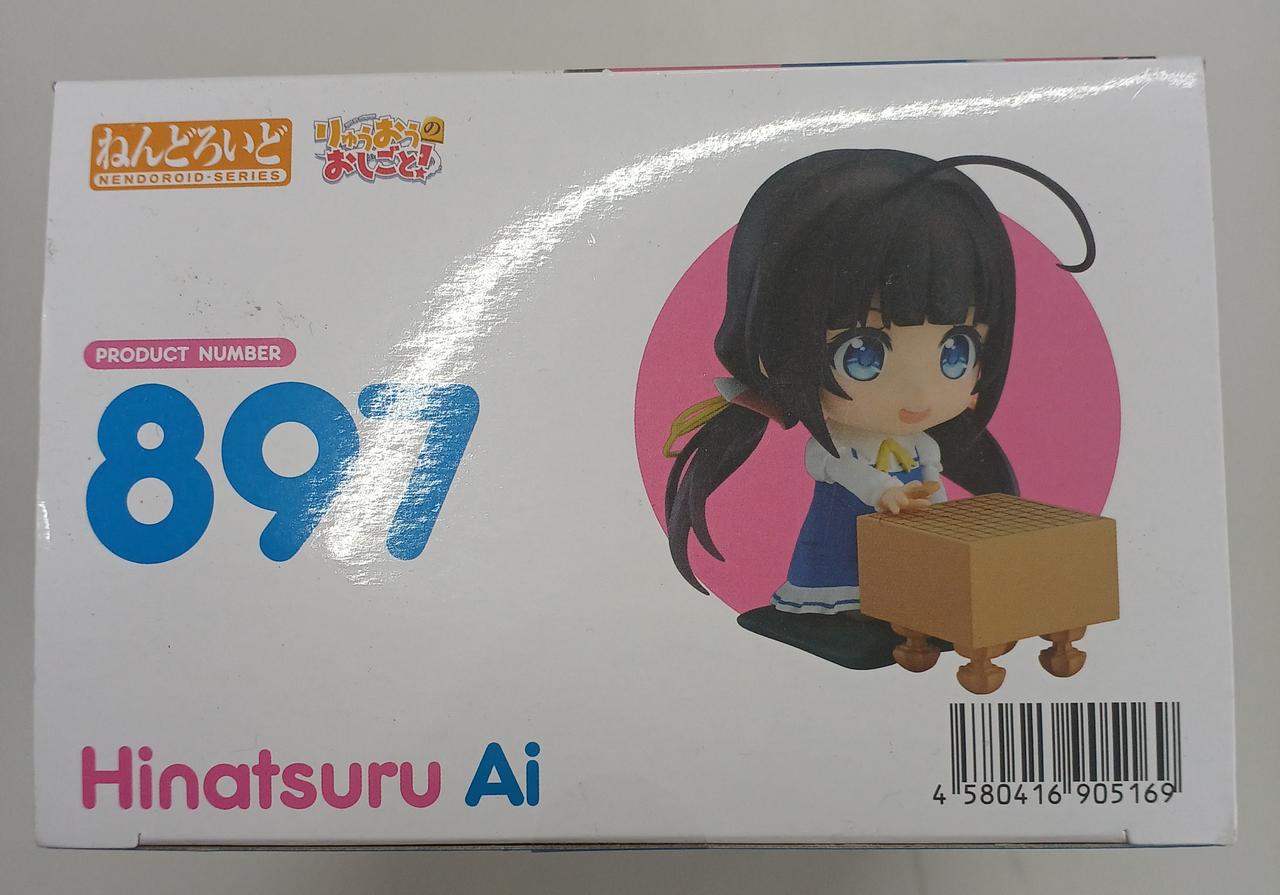 ねんどろいど
NENDOROID-SERIES
りゅうおうの
おしごと!
PRODUCT NUMBER
897
Hinatsuru Ai
4 580416 905169